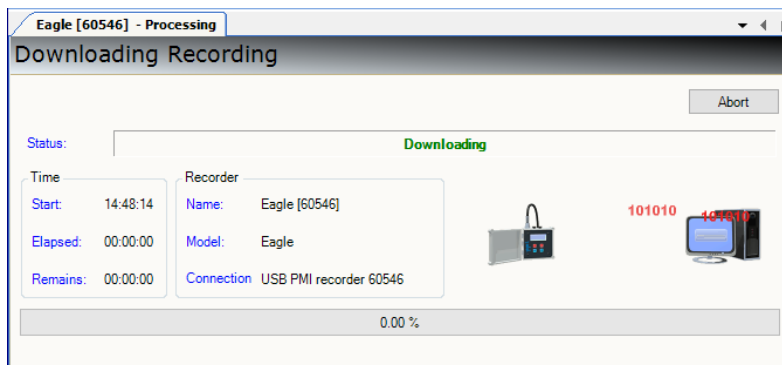 Eagle [60546] - Processing
Downloading Recording
Abort
Status: Downloading
Time
Start: 14:48:14
Elapsed: 00:00:00
Remains: 00:00:00
Recorder
Name: Eagle [60546]
Model: Eagle
Connection USB PMI recorder 60546
101010
101010
0.00 %